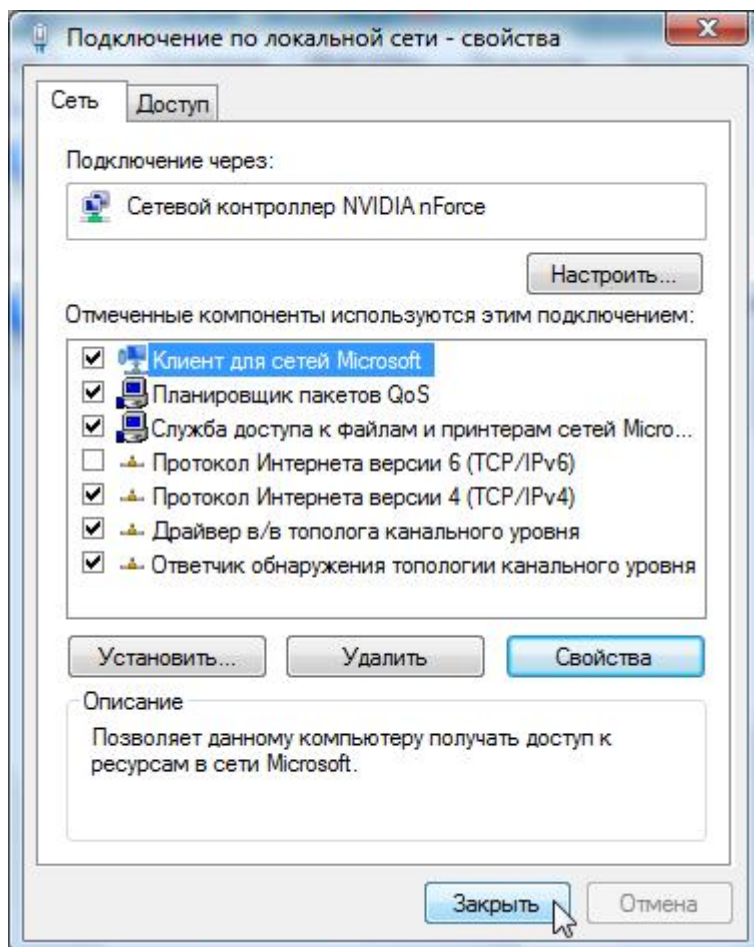 Подключение по локальной сети - свойства
Сеть
Доступ
Подключение через:
Сетевой контроллер NVIDIA nForce
Настроить...
Отмеченные компоненты используются этим подключением:
Клиент для сетей Microsoft
Планировщик пакетов QoS
Служба доступа к файлам и принтерам сетей Micro...
Протокол Интернета версии 6 (TCP/IPv6)
Протокол Интернета версии 4 (TCP/IPv4)
Драйвер в/в тополога канального уровня
Ответчик обнаружения топологии канального уровня
Установить...
Удалить
Свойства
Описание
Позволяет данному компьютеру получать доступ к
ресурсам в сети Microsoft.
Закрыть
Отмена